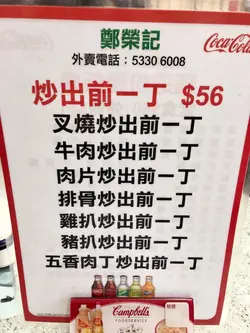 鄭榮記
Coca-Cola
外賣電話：5330 6008
炒出前一丁 $56
叉燒炒出前一丁
牛肉炒出前一丁
肉片炒出前一丁
排骨炒出前一丁
雞扒炒出前一丁
豬扒炒出前一丁
五香肉丁炒出前一丁
Campbell's
FOODSERVICE